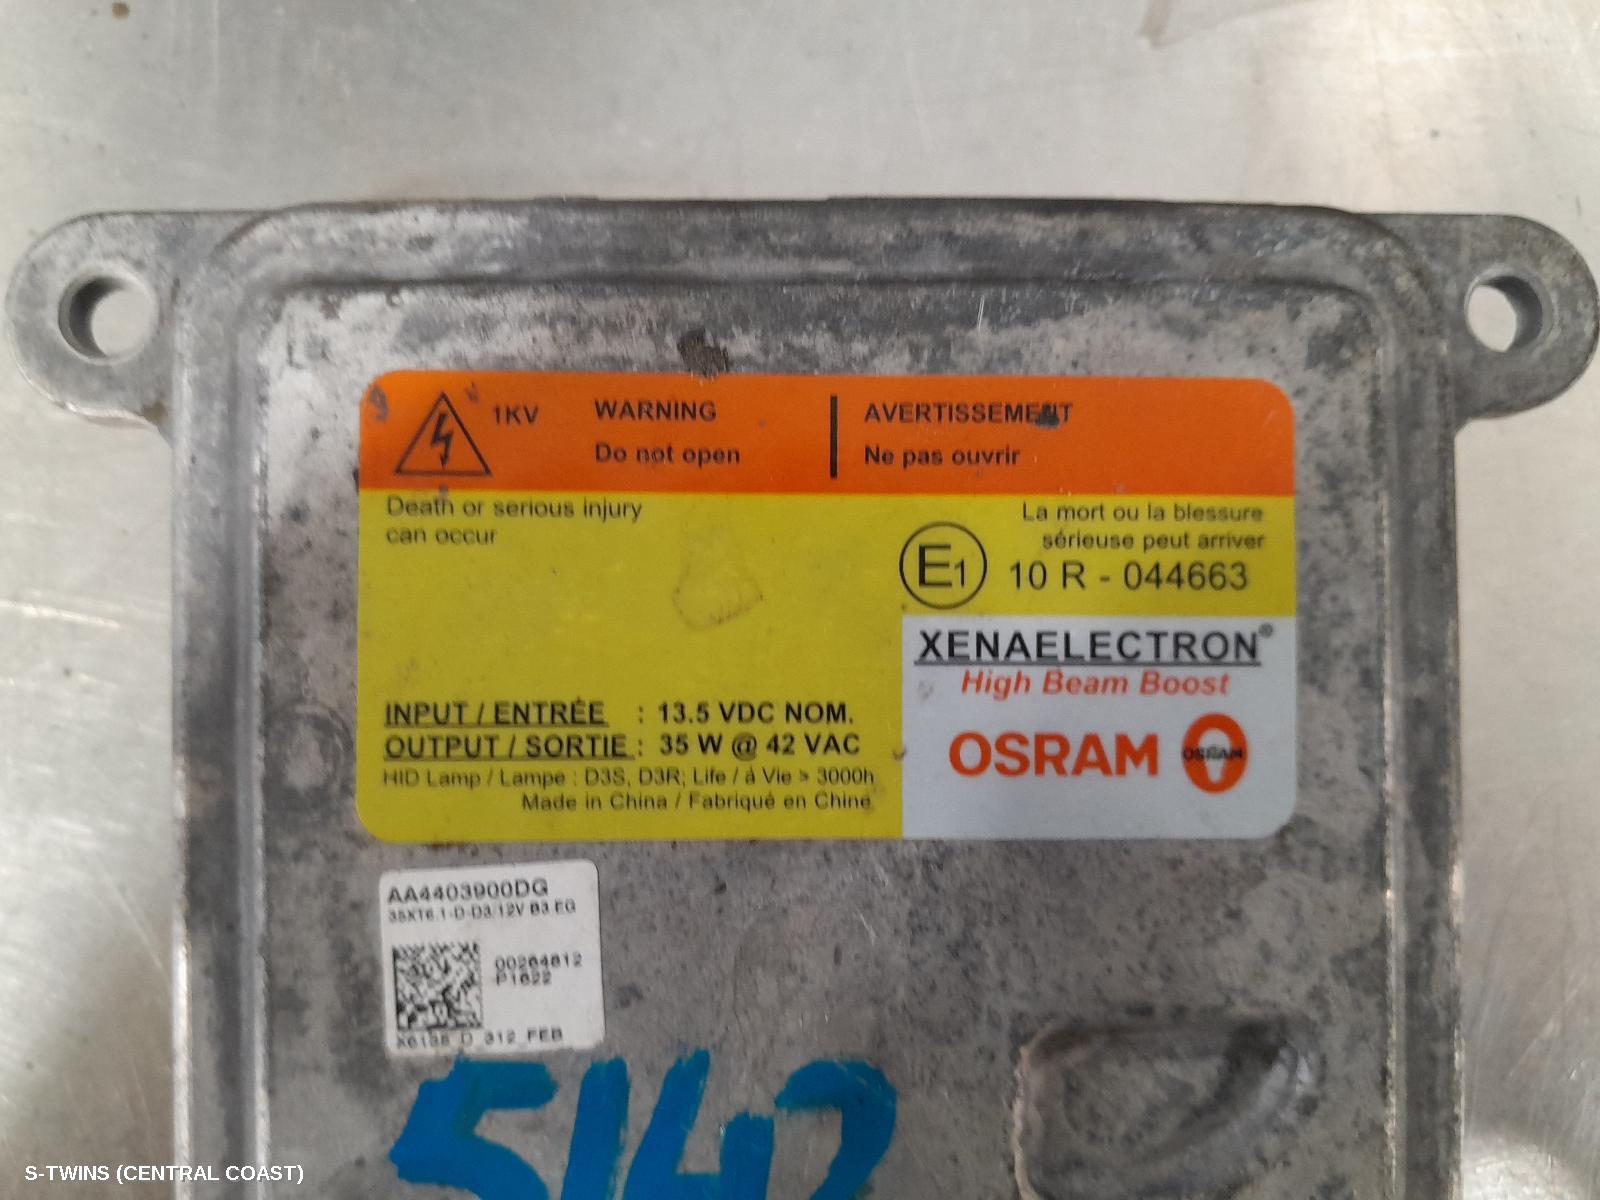 1KV
WARNING
Do not open
AVERTISSEMENT
Ne pas ouvrir
Death or serious injury
can occur
La mort ou la blessure
sérieuse peut arriver
E1 10 R - 044663
XENAELECTRON®
High Beam Boost
OSRAM
OSRAM
INPUT / ENTRÉE : 13.5 VDC NOM.
OUTPUT / SORTIE : 35 W @ 42 VAC
HID Lamp / Lampe : D3S, D3R; Life / á Vie > 3000h
Made in China / Fabriqué en Chine
AA4403900DG
35XT6.1-D-D3/12V B3 EG
00264812
P1622
X6138_D_312_FEB
5142
S-TWINS (CENTRAL COAST)